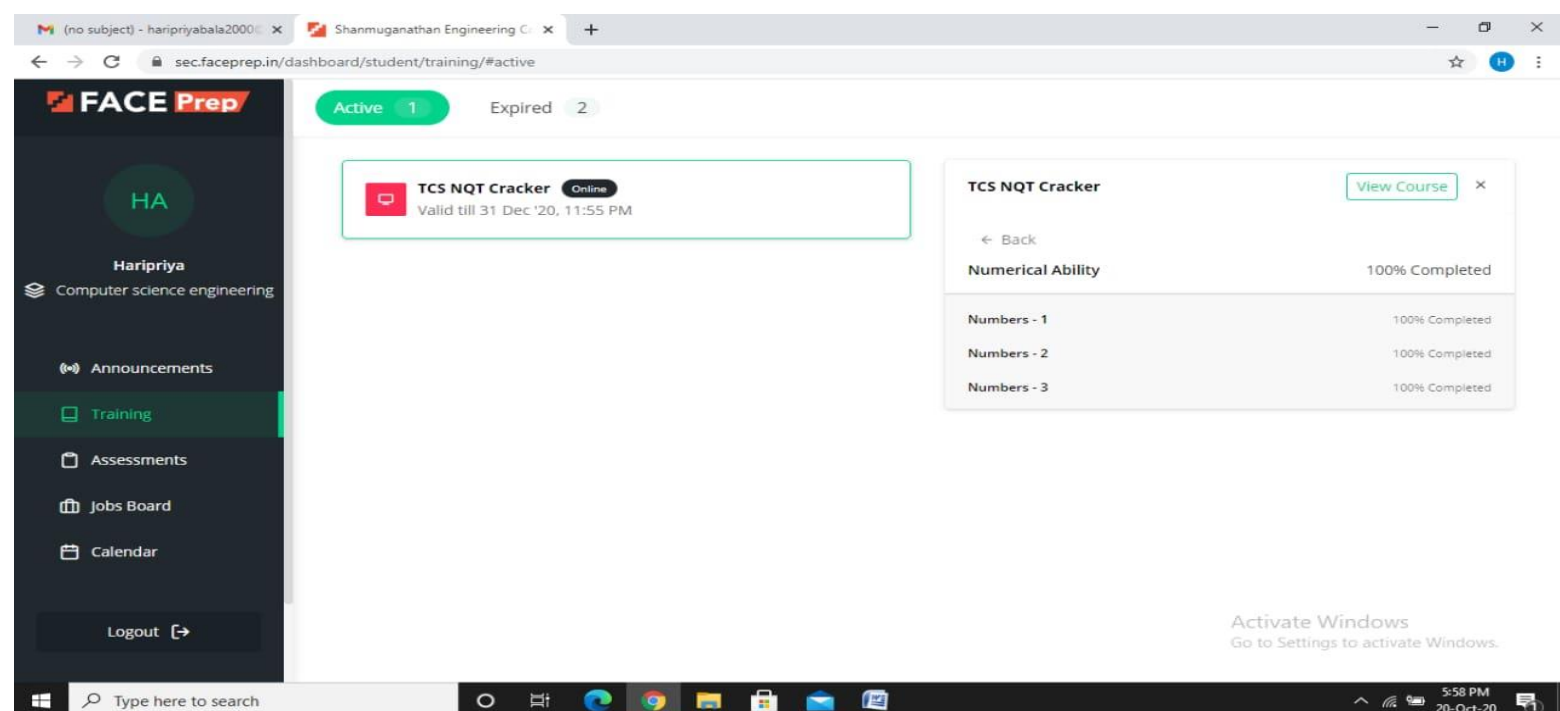 (no subject) - haripriyabala2000
Shanmuganathan Engineering C
sec.faceprep.in/dashboard/student/training/#active
H
FACE Prep
Active 1
Expired 2
HA
Haripriya
Computer science engineering
Announcements
Training
Assessments
Jobs Board
Calendar
Logout
TCS NQT Cracker Online
Valid till 31 Dec '20, 11:55 PM
TCS NQT Cracker
View Course
← Back
Numerical Ability 100% Completed
Numbers - 1 100% Completed
Numbers - 2 100% Completed
Numbers - 3 100% Completed
Activate Windows
Go to Settings to activate Windows.
Type here to search
5:58 PM
20-Oct-20